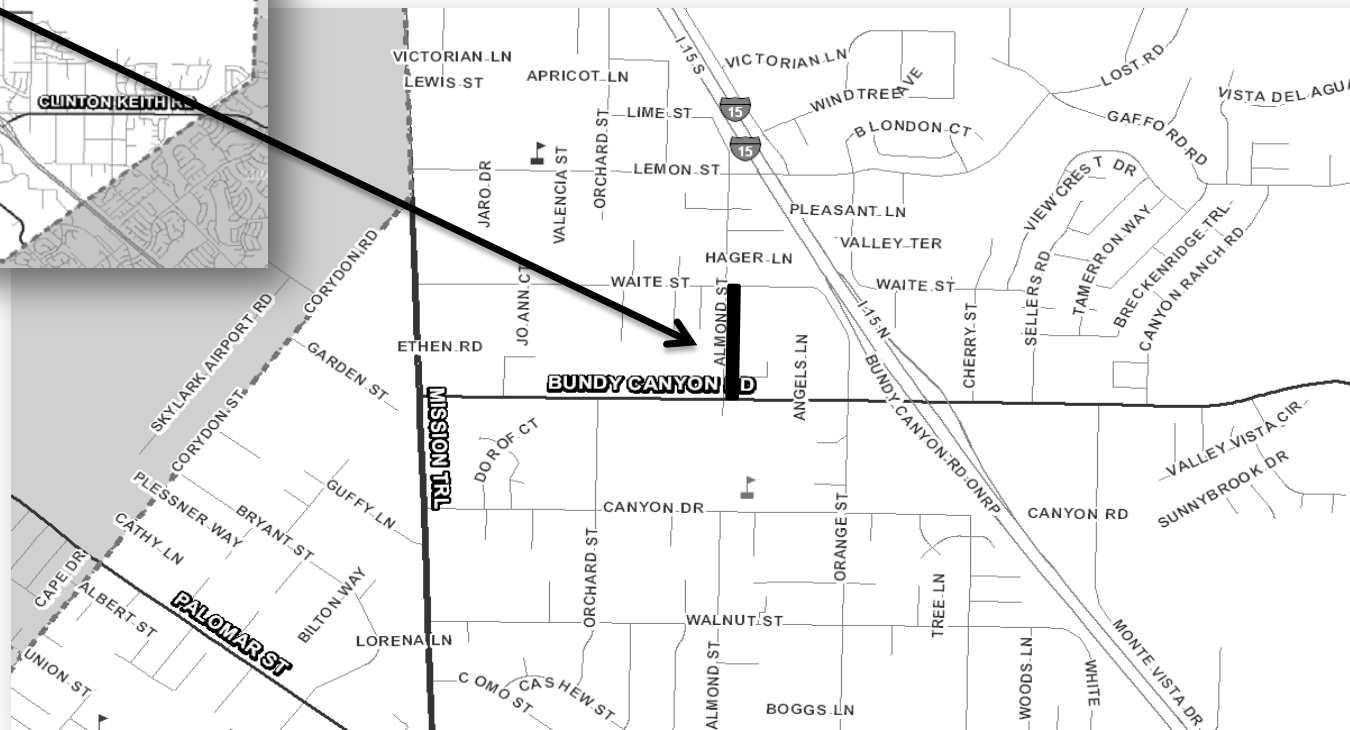 CLINTON KEITH RD
VICTORIAN LN
LEWIS ST
APRICOT LN
I-15 S
VICTORIAN LN
LOST RD
VISTA DEL AGUA
WINDTREE AVE
LIME ST
15
15
ORCHARD ST
B LONDON CT
GAFFO RD RD
LEMON ST
JARO DR
VALENCIA ST
VIEW CREST DR
PLEASANT LN
TAMERRON WAY
BRECKENRIDGE TRL
CORYDON RD
VALLEY TER
HAGER LN
CANYON RANCH RD
WAITE ST
WAITE ST
SELLERS RD
JO ANN CT
ALMOND ST
I-15 N
CHERRY ST
SKYLARK AIRPORT RD
ETHEN RD
ANGELS LN
GARDEN ST
BUNDY CANYON RD
MISSION TRL
BUNDY CANYON RD ONRP
CORYDON ST
DOROF CT
VALLEY VISTA CIR
SUNNYBROOK DR
PLESSNER WAY
GUFFY LN
CANYON DR
CANYON RD
BRYANT ST
CATHY LN
ORANGE ST
CAPE DR
ALBERT ST
PALOMAR ST
BILTON WAY
ORCHARD ST
TREE LN
WALNUT ST
LORENA LN
MONTE VISTA DR
UNION ST
COMO ST
CASHEW ST
ALMOND ST
WOODS LN
WHITE
BOGGS LN